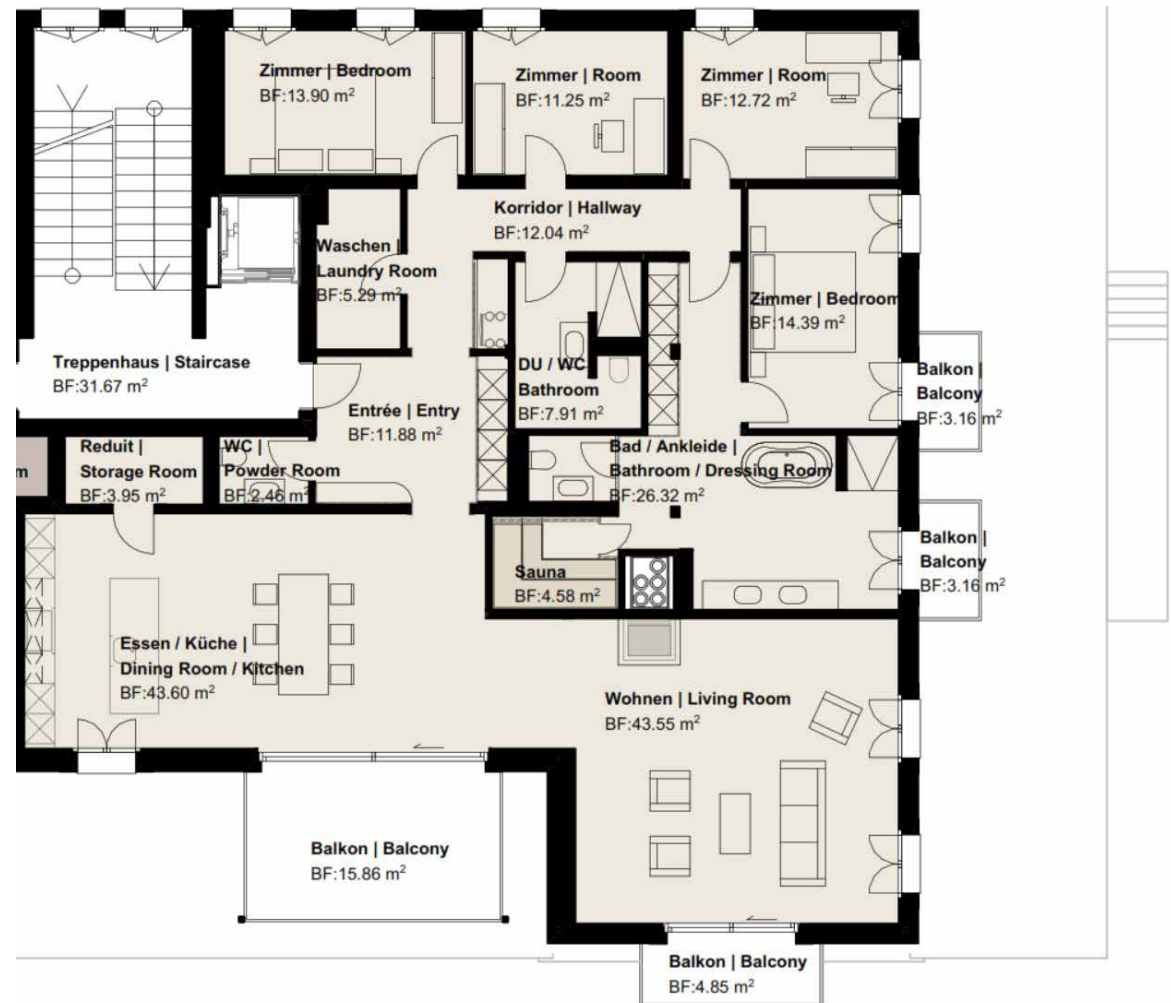 Zimmer | Bedroom
BF:13.90 m²
Zimmer | Room
BF:11.25 m²
Zimmer | Room
BF:12.72 m²
Korridor | Hallway
BF:12.04 m²
Waschen |
Laundry Room
BF:5.29 m²
Zimmer | Bedroom
BF:14.39 m²
Treppenhaus | Staircase
BF:31.67 m²
DU / WC
Bathroom
BF:7.91 m²
Balkon |
Balcony
BF:3.16 m²
Entrée | Entry
BF:11.88 m²
Reduit |
Storage Room
BF:3.95 m²
WC |
Powder Room
BF:2.46 m²
Bad / Ankleide |
Bathroom / Dressing Room
BF:26.32 m²
Balkon |
Balcony
BF:3.16 m²
Sauna
BF:4.58 m²
Essen / Küche |
Dining Room / Kitchen
BF:43.60 m²
Wohnen | Living Room
BF:43.55 m²
Balkon | Balcony
BF:15.86 m²
Balkon | Balcony
BF:4.85 m²